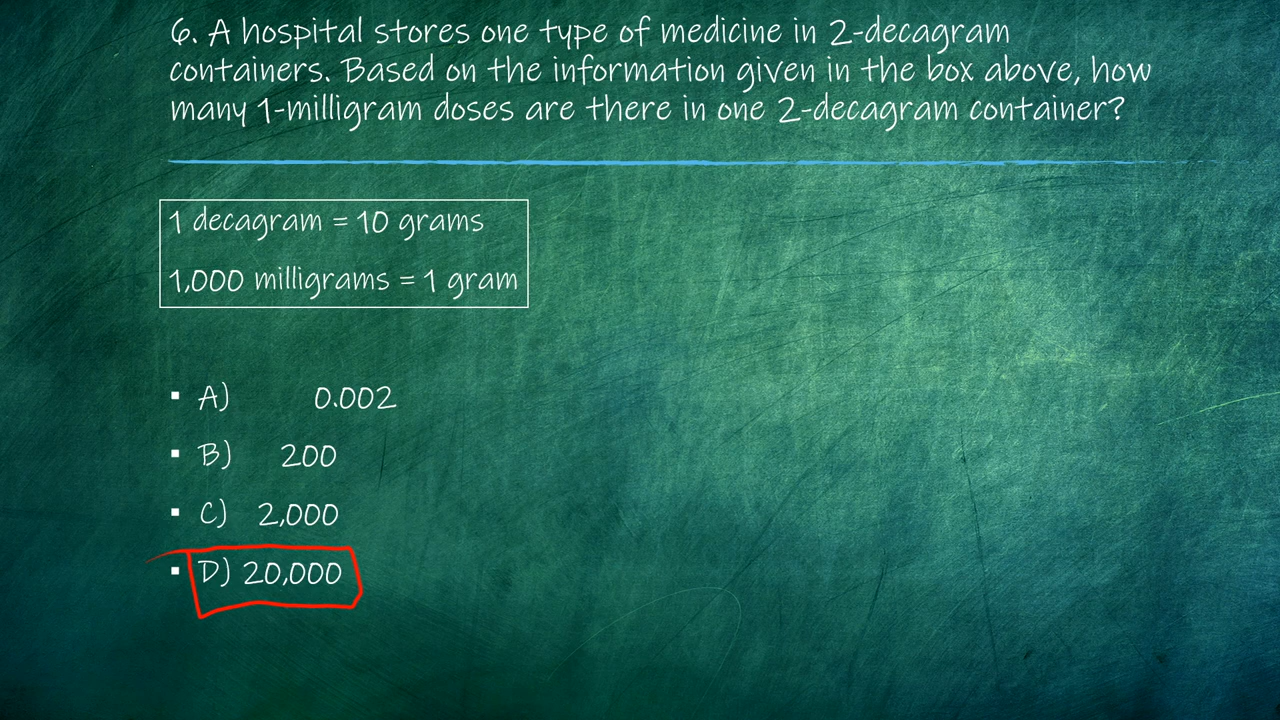 6. A hospital stores one type of medicine in 2-decagram
containers. Based on the information given in the box above, how
many 1-milligram doses are there in one 2-decagram container?
1 decagram = 10 grams
1,000 milligrams = 1 gram
▪ A) 0.002
▪ B) 200
▪ C) 2,000
▪ D) 20,000